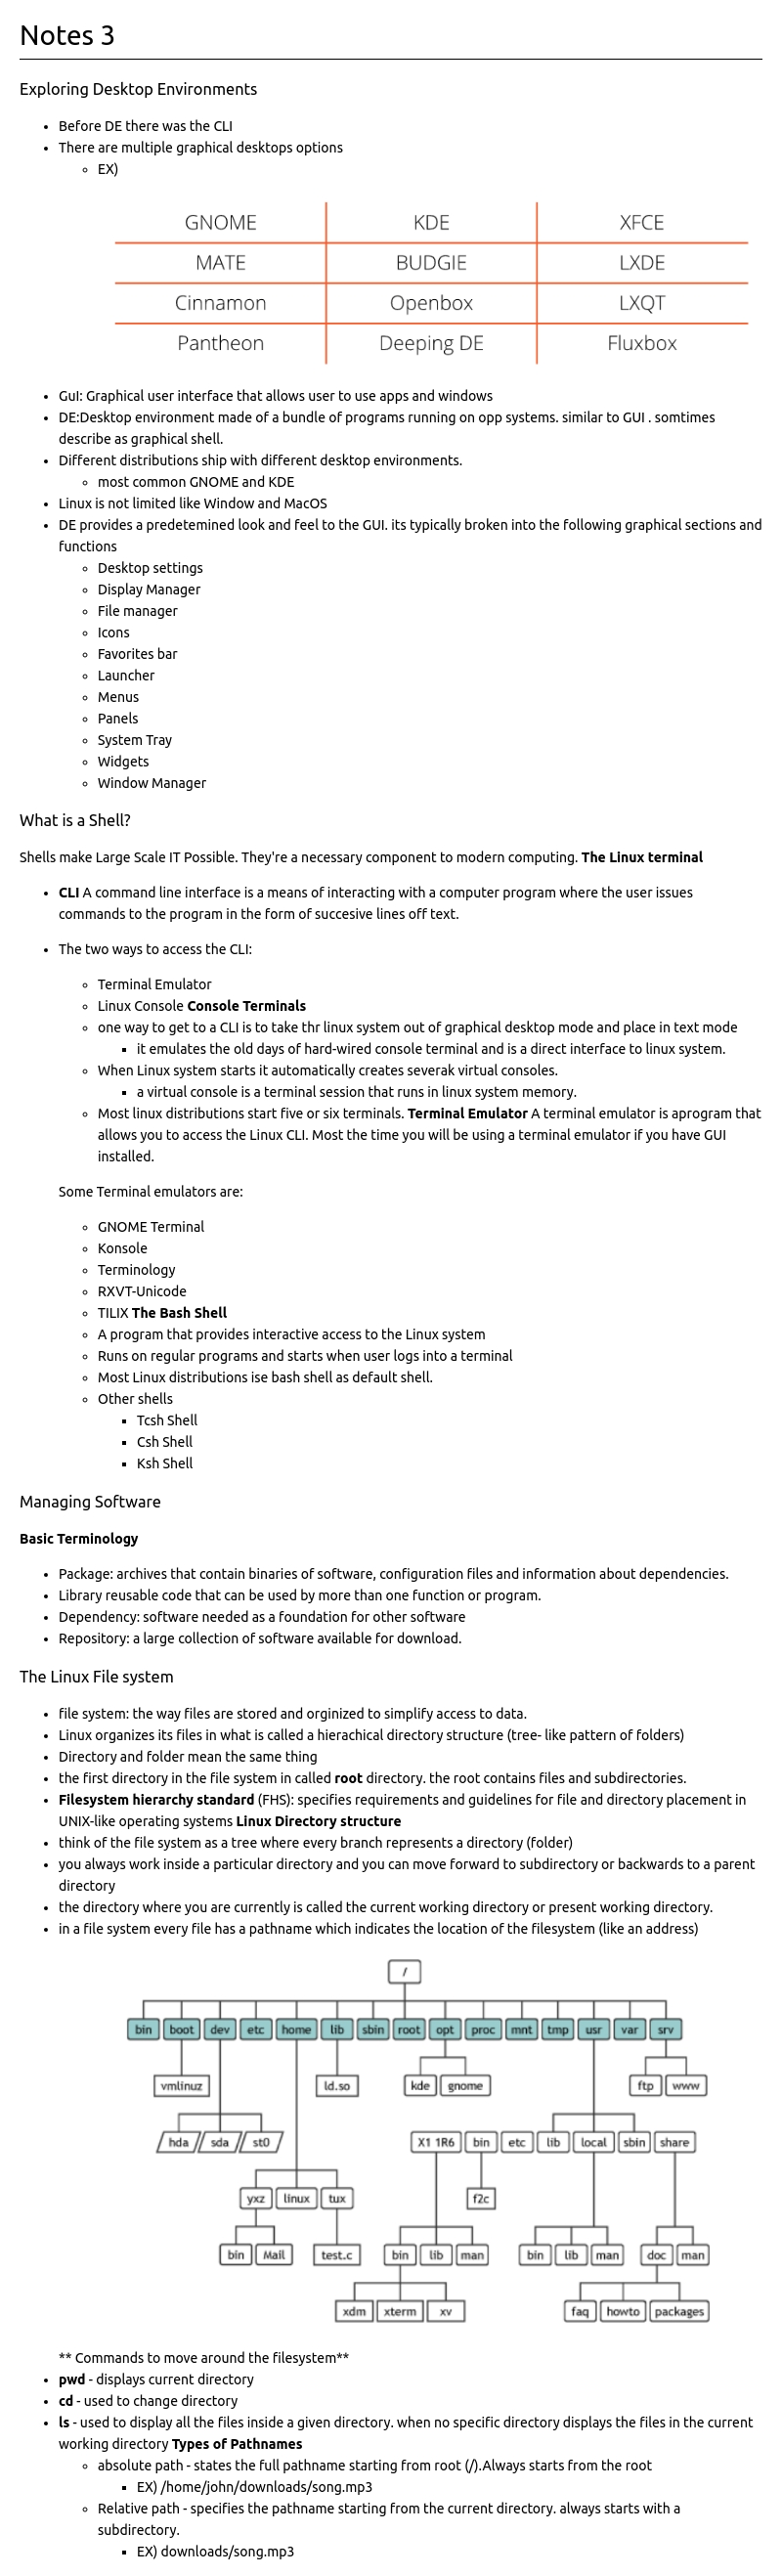 Notes 3
Exploring Desktop Environments
• Before DE there was the CLI
• There are multiple graphical desktops options
◦ EX)
GNOME KDE XFCE
MATE BUDGIE LXDE
Cinnamon Openbox LXQT
Pantheon Deeping DE Fluxbox
• GuI: Graphical user interface that allows user to use apps and windows
• DE:Desktop environment made of a bundle of programs running on opp systems. similar to GUI . somtimes
describe as graphical shell.
• Different distributions ship with different desktop environments.
◦ most common GNOME and KDE
• Linux is not limited like Window and MacOS
• DE provides a predetemined look and feel to the GUI. its typically broken into the following graphical sections and
functions
◦ Desktop settings
◦ Display Manager
◦ File manager
◦ Icons
◦ Favorites bar
◦ Launcher
◦ Menus
◦ Panels
◦ System Tray
◦ Widgets
◦ Window Manager
What is a Shell?
Shells make Large Scale IT Possible. They're a necessary component to modern computing. The Linux terminal
• CLI A command line interface is a means of interacting with a computer program where the user issues
commands to the program in the form of succesive lines off text.
• The two ways to access the CLI:
◦ Terminal Emulator
◦ Linux Console Console Terminals
◦ one way to get to a CLI is to take thr linux system out of graphical desktop mode and place in text mode
▪ it emulates the old days of hard-wired console terminal and is a direct interface to linux system.
◦ When Linux system starts it automatically creates severak virtual consoles.
▪ a virtual console is a terminal session that runs in linux system memory.
◦ Most linux distributions start five or six terminals. Terminal Emulator A terminal emulator is aprogram that
allows you to access the Linux CLI. Most the time you will be using a terminal emulator if you have GUI
installed.
Some Terminal emulators are:
◦ GNOME Terminal
◦ Konsole
◦ Terminology
◦ RXVT-Unicode
◦ TILIX The Bash Shell
◦ A program that provides interactive access to the Linux system
◦ Runs on regular programs and starts when user logs into a terminal
◦ Most Linux distributions ise bash shell as default shell.
◦ Other shells
▪ Tcsh Shell
▪ Csh Shell
▪ Ksh Shell
Managing Software
Basic Terminology
• Package: archives that contain binaries of software, configuration files and information about dependencies.
• Library reusable code that can be used by more than one function or program.
• Dependency: software needed as a foundation for other software
• Repository: a large collection of software available for download.
The Linux File system
• file system: the way files are stored and orginized to simplify access to data.
• Linux organizes its files in what is called a hierachical directory structure (tree- like pattern of folders)
• Directory and folder mean the same thing
• the first directory in the file system in called root directory. the root contains files and subdirectories.
• Filesystem hierarchy standard (FHS): specifies requirements and guidelines for file and directory placement in
UNIX-like operating systems Linux Directory structure
• think of the file system as a tree where every branch represents a directory (folder)
• you always work inside a particular directory and you can move forward to subdirectory or backwards to a parent
directory
• the directory where you are currently is called the current working directory or present working directory.
• in a file system every file has a pathname which indicates the location of the filesystem (like an address)
/
bin boot dev etc home lib sbin root opt proc mnt tmp usr var srv
vmlinuz ld.so kde gnome ftp www
hda sda st0 X1 1R6 bin etc lib local sbin share
yxz linux tux f2c
bin Mail test.c bin lib man bin lib man doc man
xdm xterm xv faq howto packages
** Commands to move around the filesystem**
• pwd - displays current directory
• cd - used to change directory
• ls - used to display all the files inside a given directory. when no specific directory displays the files in the current
working directory Types of Pathnames
◦ absolute path - states the full pathname starting from root (/).Always starts from the root
▪ EX) /home/john/downloads/song.mp3
◦ Relative path - specifies the pathname starting from the current directory. always starts with a
subdirectory.
▪ EX) downloads/song.mp3